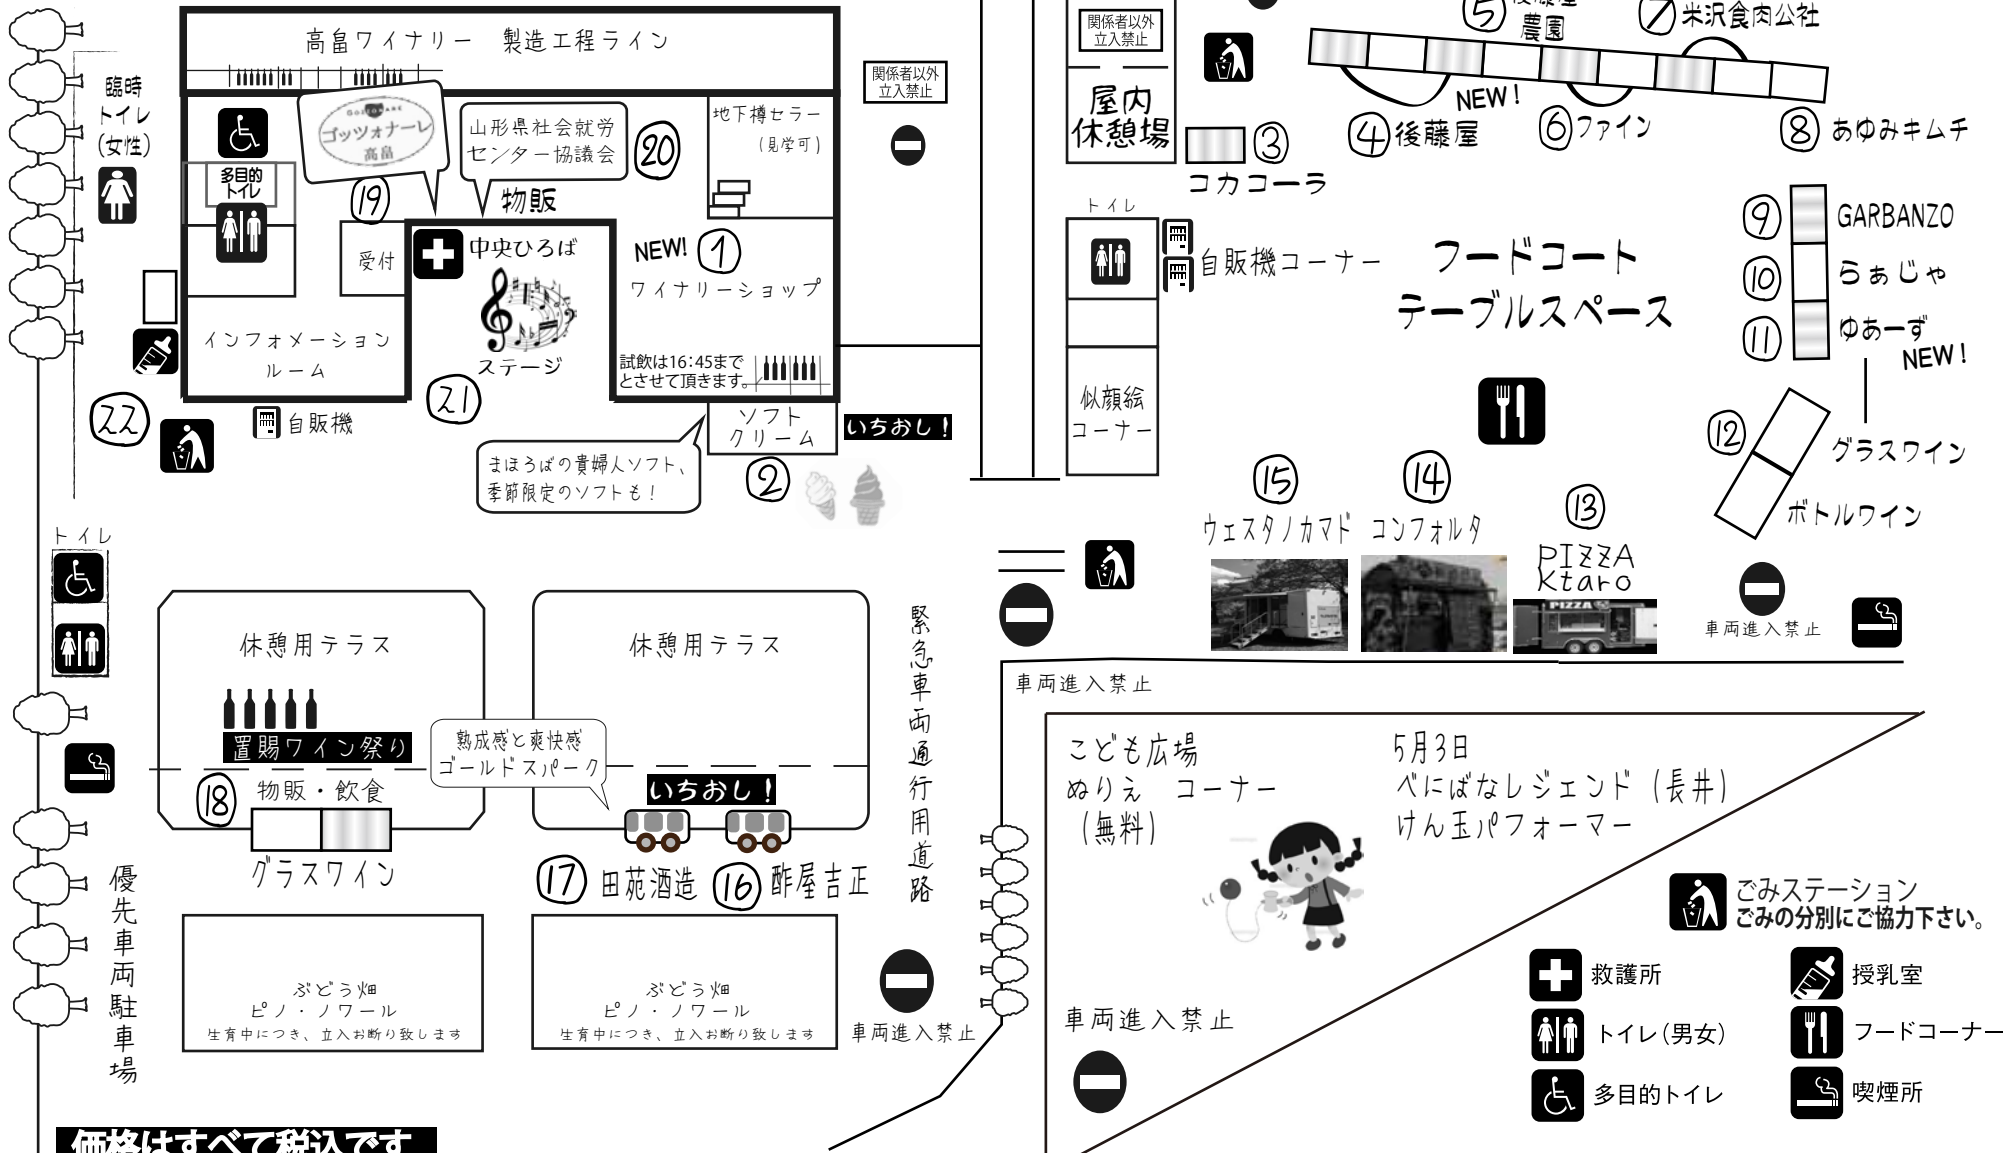 高畠ワイナリー 製造工程ライン
関係者以外
立入禁止
臨時
トイレ
(女性)
GOZZONARE
ゴッツォナーレ
高畠
山形県社会就労
センター協議会
⑳
地下樽セラー
(見学可)
多目的
トイレ
⑲
物販
受付
中央ひろば
NEW!
①
ワイナリーショップ
インフォメーション
ルーム
ステージ
試飲は16:45まで
とさせて頂きます。
㉑
㉒
自販機
ソフト
クリーム
いちおし!
まほろばの貴婦人ソフト、
季節限定のソフトも!
②
関係者以外
立入禁止
屋内
休憩場
③
コカコーラ
⑤
農園
⑦米沢食肉公社
NEW!
④後藤屋
⑥ファイン
⑧あゆみキムチ
トイレ
自販機コーナー
フードコート
テーブルスペース
⑨
GARBANZO
⑩
らぁじゃ
⑪
ゆあーず
NEW!
似顔絵
コーナー
⑫
グラスワイン
ボトルワイン
⑮
ウェスタノカマド
⑭
コンフォルタ
⑬
PIZZA
Ktaro
PIZZA
車両進入禁止
トイレ
休憩用テラス
休憩用テラス
緊急車両通行用道路
車両進入禁止
置賜ワイン祭り
熟成感と爽快感
ゴールドスパーク
⑱
物販・飲食
グラスワイン
いちおし!
⑰
田苑酒造
⑯
酢屋吉正
優先車両駐車場
こども広場
ぬりえ コーナー
(無料)
5月3日
べにばなレジェンド(長井)
けん玉パフォーマー
ぶどう畑
ピノ・ノワール
生育中につき、立入お断り致します
ぶどう畑
ピノ・ノワール
生育中につき、立入お断り致します
車両進入禁止
車両進入禁止
ごみステーション
ごみの分別にご協力下さい。
救護所
授乳室
トイレ(男女)
フードコーナー
多目的トイレ
喫煙所
価格はすべて税込です